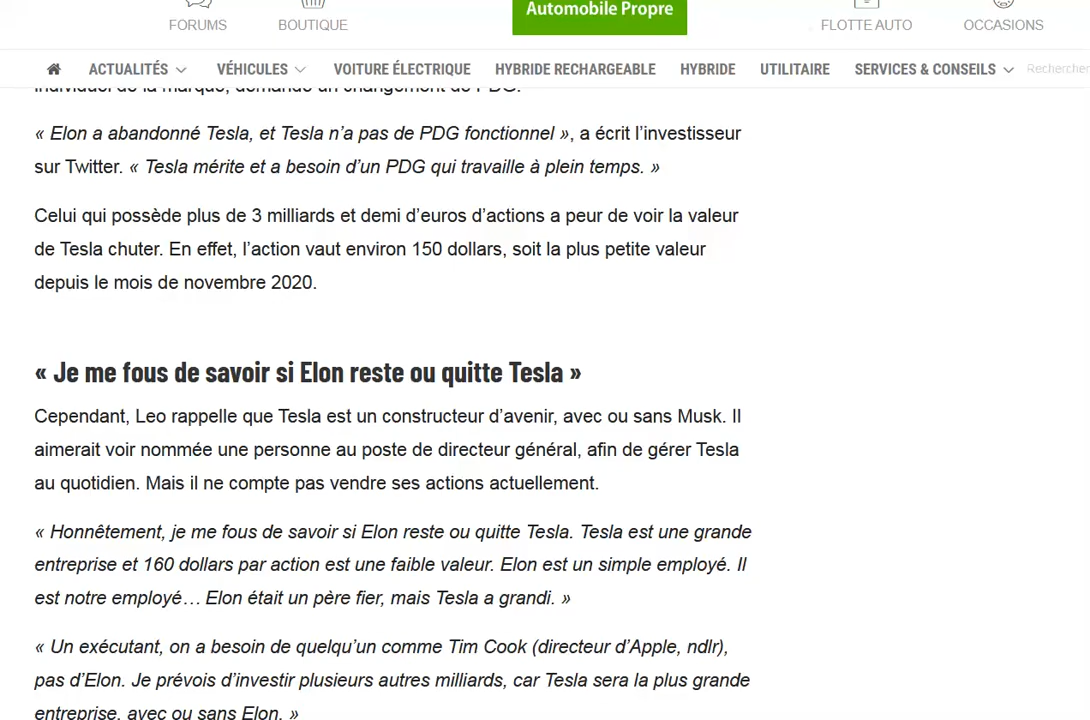 Automobile Propre
FORUMS BOUTIQUE FLOTTE AUTO OCCASIONS
ACTUALITÉS VÉHICULES VOITURE ÉLECTRIQUE HYBRIDE RECHARGEABLE HYBRIDE UTILITAIRE SERVICES & CONSEILS Rechercher
individuel de la marque, demande un changement de PDG.
« Elon a abandonné Tesla, et Tesla n’a pas de PDG fonctionnel », a écrit l’investisseur
sur Twitter. « Tesla mérite et a besoin d’un PDG qui travaille à plein temps. »
Celui qui possède plus de 3 milliards et demi d’euros d’actions a peur de voir la valeur
de Tesla chuter. En effet, l’action vaut environ 150 dollars, soit la plus petite valeur
depuis le mois de novembre 2020.
« Je me fous de savoir si Elon reste ou quitte Tesla »
Cependant, Leo rappelle que Tesla est un constructeur d’avenir, avec ou sans Musk. Il
aimerait voir nommée une personne au poste de directeur général, afin de gérer Tesla
au quotidien. Mais il ne compte pas vendre ses actions actuellement.
« Honnêtement, je me fous de savoir si Elon reste ou quitte Tesla. Tesla est une grande
entreprise et 160 dollars par action est une faible valeur. Elon est un simple employé. Il
est notre employé… Elon était un père fier, mais Tesla a grandi. »
« Un exécutant, on a besoin de quelqu’un comme Tim Cook (directeur d’Apple, ndlr),
pas d’Elon. Je prévois d’investir plusieurs autres milliards, car Tesla sera la plus grande
entreprise, avec ou sans Elon. »